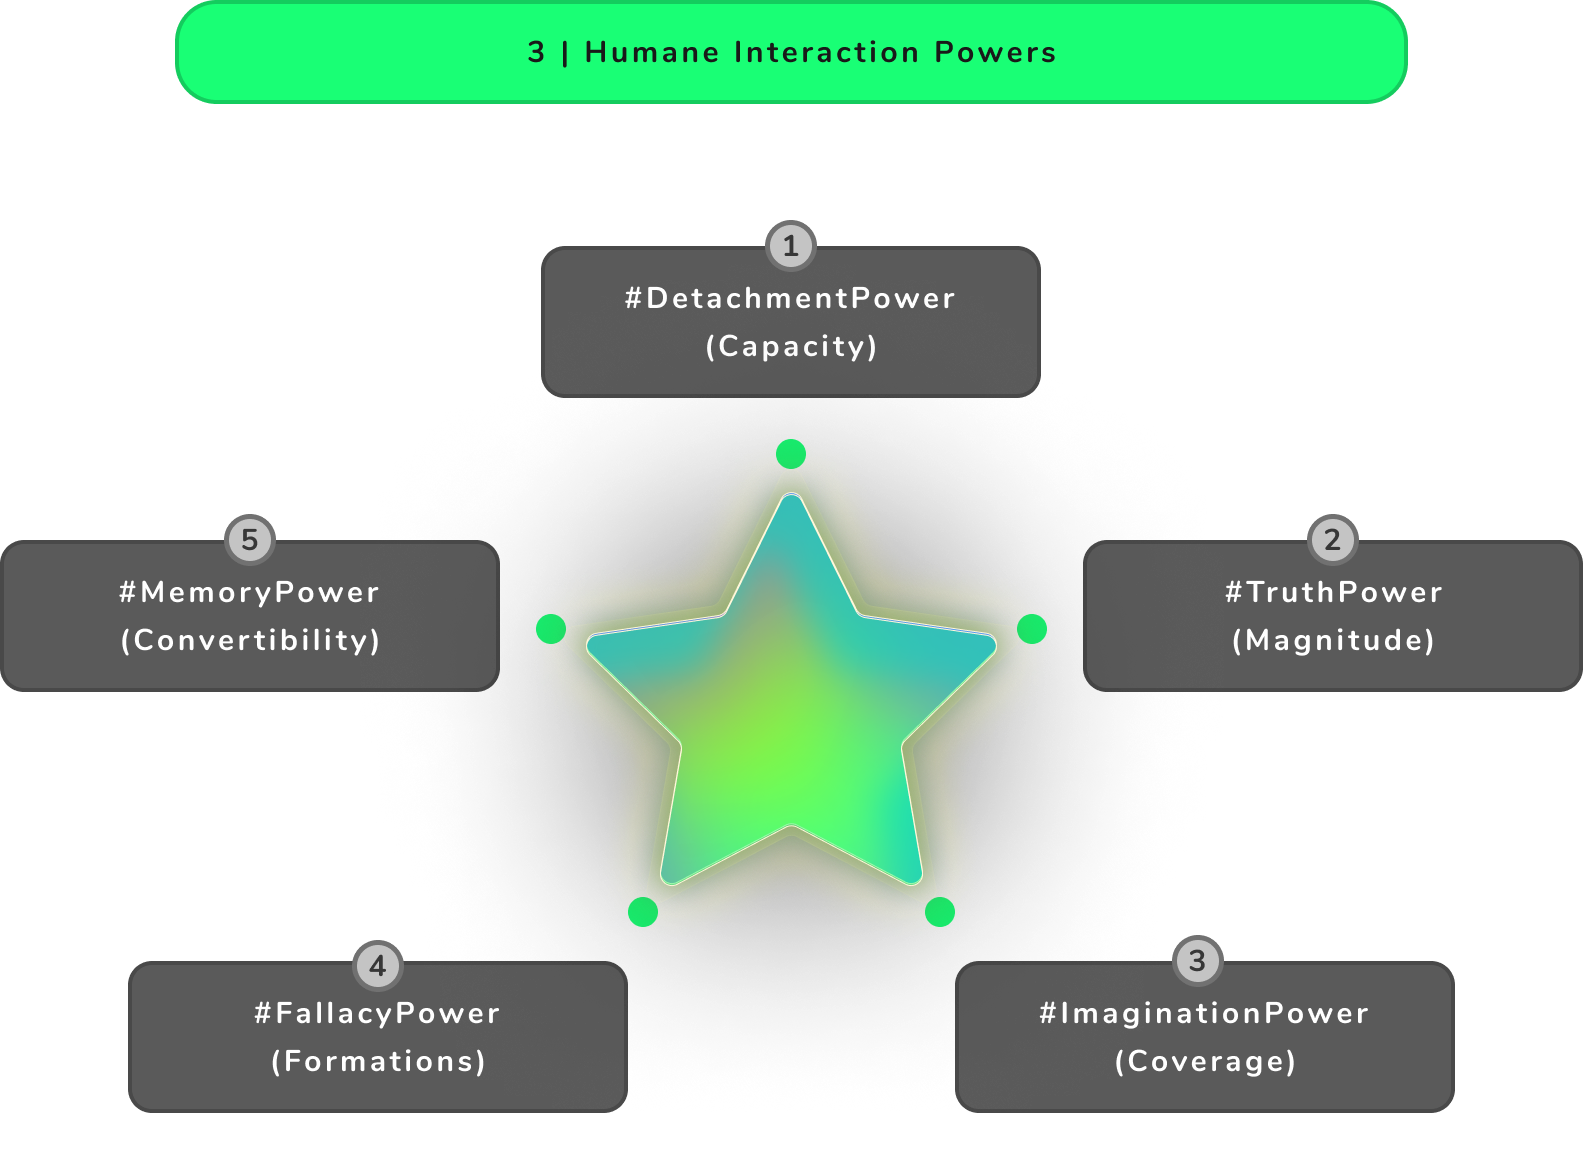 3 | Humane Interaction Powers
1
#DetachmentPower
(Capacity)
2
#TruthPower
(Magnitude)
3
#ImaginationPower
(Coverage)
4
#FallacyPower
(Formations)
5
#MemoryPower
(Convertibility)